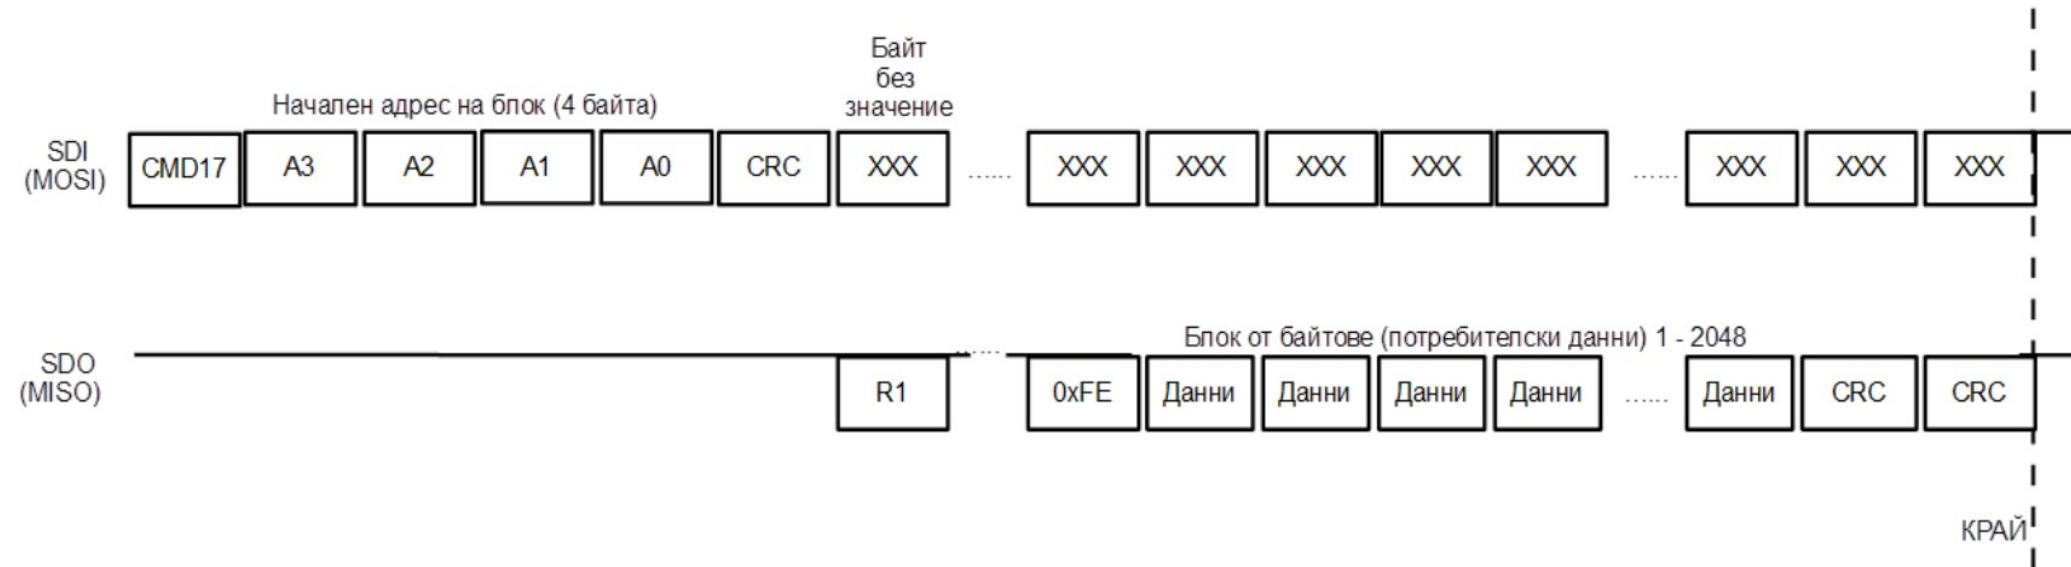 Байт
без
значение
Начален адрес на блок (4 байта)
SDI
(MOSI)
CMD17 A3 A2 A1 A0 CRC XXX ...... XXX XXX XXX XXX XXX ...... XXX XXX XXX
Блок от байтове (потребителски данни) 1 - 2048
SDO
(MISO)
...... 
R1 0xFE Данни Данни Данни Данни ...... Данни CRC CRC
КРАЙ